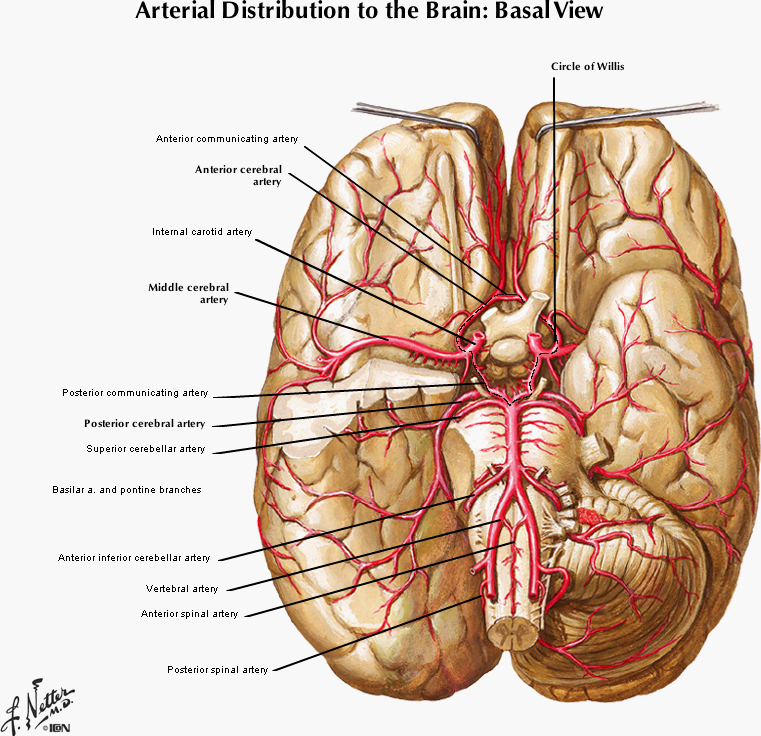 Arterial Distribution to the Brain: Basal View
Circle of Willis
Anterior communicating artery
Anterior cerebral
artery
Internal carotid artery
Middle cerebral
artery
Posterior communicating artery
Posterior cerebral artery
Superior cerebellar artery
Basilar a. and pontine branches
Anterior inferior cerebellar artery
Vertebral artery
Anterior spinal artery
Posterior spinal artery
F. Netter
M.D.
© ICON